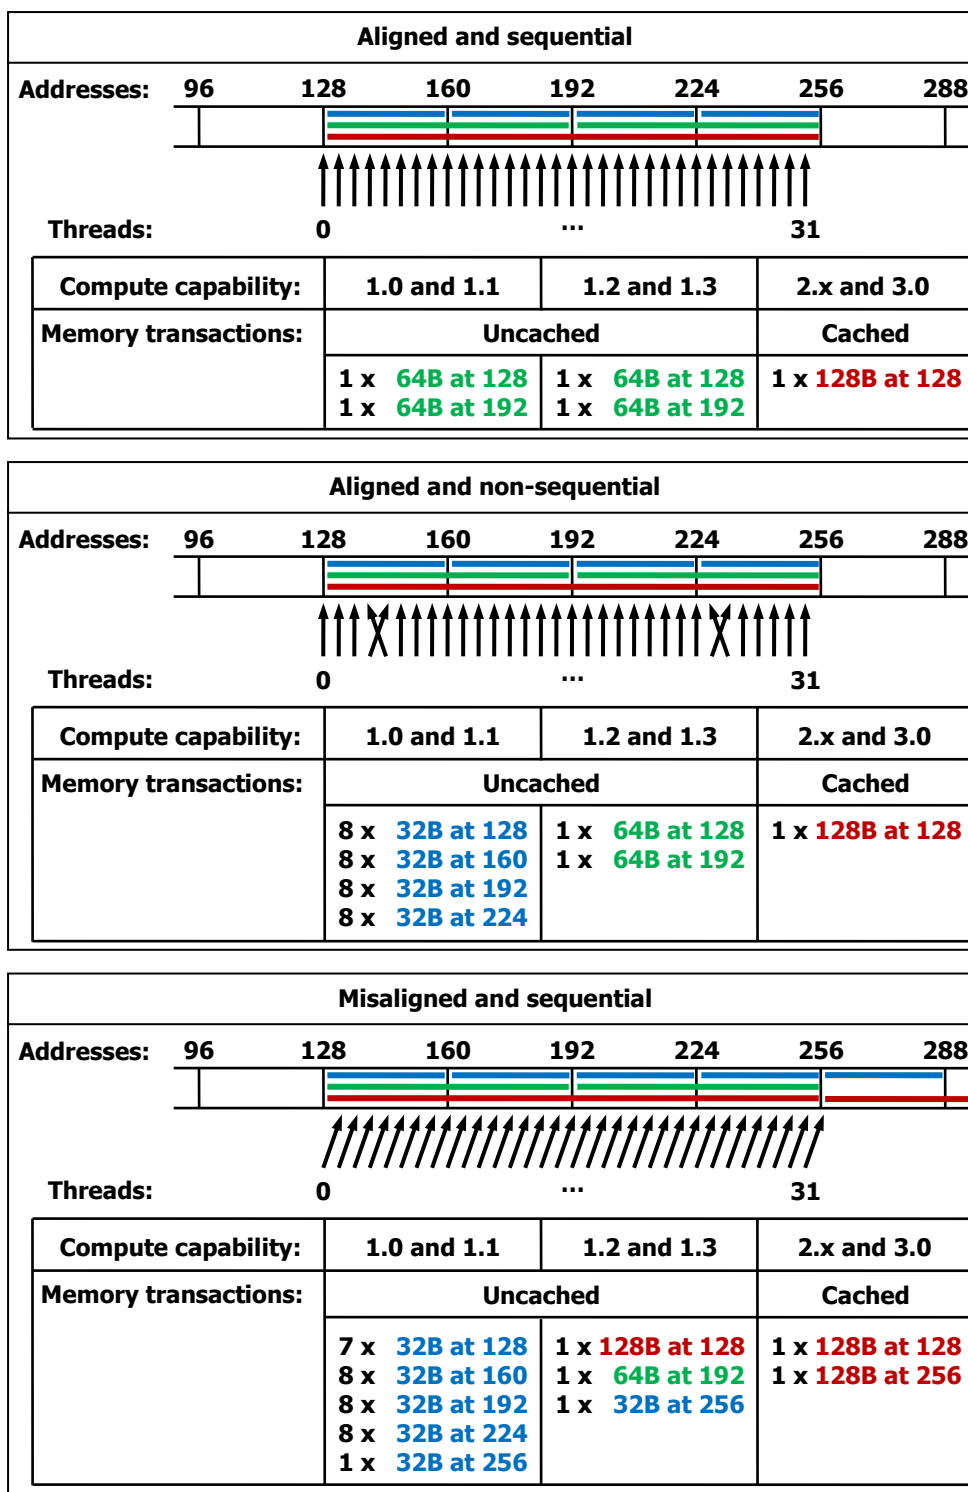 Aligned and sequential
Addresses: 96 128 160 192 224 256 288
Threads: 0 ... 31
Compute capability: 1.0 and 1.1 1.2 and 1.3 2.x and 3.0
Memory transactions: Uncached Cached
1 x 64B at 128 1 x 64B at 128 1 x 128B at 128
1 x 64B at 192 1 x 64B at 192
Aligned and non-sequential
Addresses: 96 128 160 192 224 256 288
Threads: 0 ... 31
Compute capability: 1.0 and 1.1 1.2 and 1.3 2.x and 3.0
Memory transactions: Uncached Cached
8 x 32B at 128 1 x 64B at 128 1 x 128B at 128
8 x 32B at 160 1 x 64B at 192
8 x 32B at 192
8 x 32B at 224
Misaligned and sequential
Addresses: 96 128 160 192 224 256 288
Threads: 0 ... 31
Compute capability: 1.0 and 1.1 1.2 and 1.3 2.x and 3.0
Memory transactions: Uncached Cached
7 x 32B at 128 1 x 128B at 128 1 x 128B at 128
8 x 32B at 160 1 x 64B at 192 1 x 128B at 256
8 x 32B at 192 1 x 32B at 256
8 x 32B at 224
1 x 32B at 256